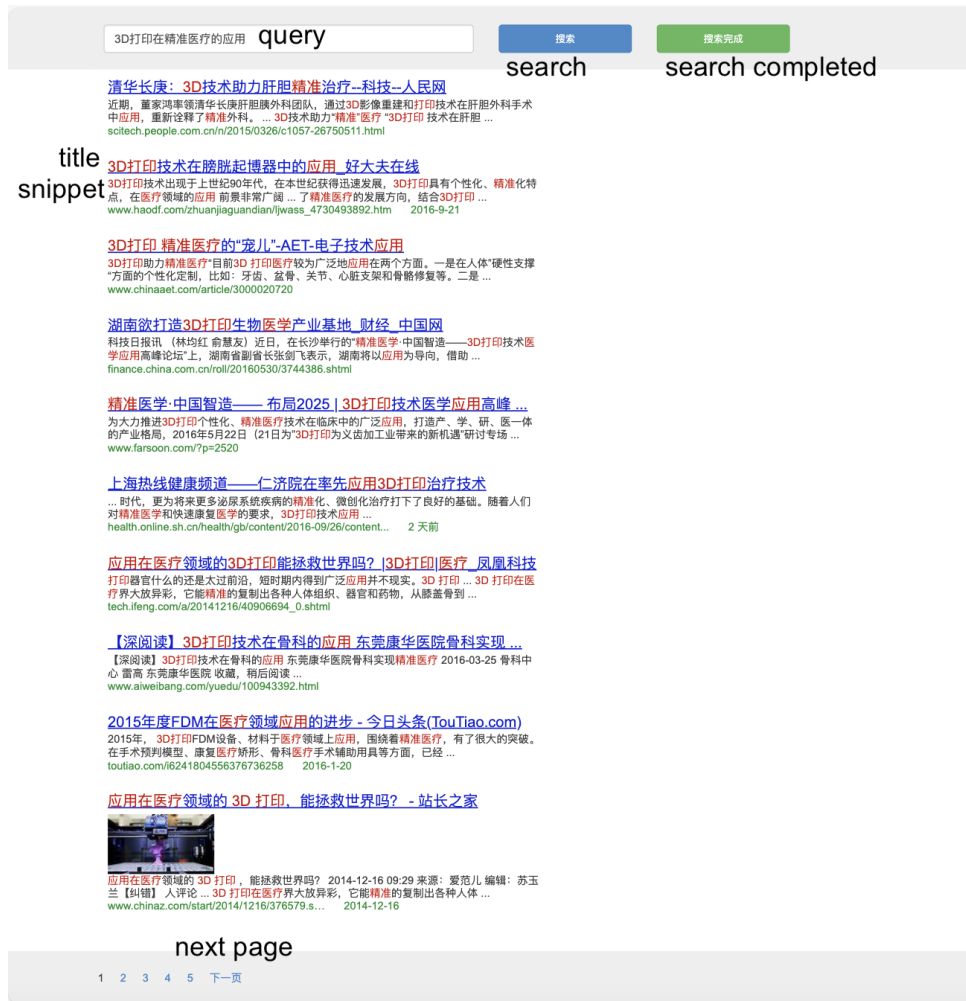 3D打印在精准医疗的应用 query 搜索 搜索完成
search search completed
清华长庚：3D技术助力肝胆精准治疗--科技--人民网
近期，董家鸿率领清华长庚肝胆胰外科团队，通过3D影像重建和打印技术在肝胆外科手术
中应用，重新诠释了精准外科。 ... 3D技术助力“精准”医疗 “3D打印 技术在肝胆 ...
scitech.people.com.cn/n/2015/0326/c1057-26750511.html
title
3D打印技术在膀胱起博器中的应用_好大夫在线
snippet
3D打印技术出现于上世纪90年代，在本世纪获得迅速发展，3D打印具有个性化、精准化特
点，在医疗领域的应用 前景非常广阔 ... 了精准医疗的发展方向，结合3D打印 ...
www.haodf.com/zhuanjiaguandian/ljwass_4730493892.htm 2016-9-21
3D打印 精准医疗的“宠儿”-AET-电子技术应用
3D打印助力精准医疗“目前3D 打印医疗较为广泛地应用在两个方面。一是在人体”硬性支撑
“方面的个性化定制，比如：牙齿、盆骨、关节、心脏支架和骨骼修复等。二是 ...
www.chinaaet.com/article/3000020720
湖南欲打造3D打印生物医学产业基地_财经_中国网
科技日报讯 （林均红 俞慧友）近日，在长沙举行的“精准医学·中国智造——3D打印技术医
学应用高峰论坛”上，湖南省副省长张剑飞表示，湖南将以应用为导向，借助 ...
finance.china.com.cn/roll/20160530/3744386.shtml
精准医学·中国智造—— 布局2025 | 3D打印技术医学应用高峰 ...
为大力推进3D打印个性化、精准医疗技术在临床中的广泛应用，打造产、学、研、医一体
的产业格局，2016年5月22日（21日为“3D打印为义齿加工业带来的新机遇”研讨专场 ...
www.farsoon.com/?p=2520
上海热线健康频道——仁济院在率先应用3D打印治疗技术
... 时代，更为将来更多泌尿系统疾病的精准化、微创化治疗打下了良好的基础。随着人们
对精准医学和快速康复医学的要求，3D打印技术应用 ...
health.online.sh.cn/health/gb/content/2016-09/26/content... 2 天前
应用在医疗领域的3D打印能拯救世界吗？|3D打印|医疗_凤凰科技
打印器官什么的还是太过前沿，短时期内得到广泛应用并不现实。3D 打印 ... 3D 打印在医
疗界大放异彩，它能精准的复制出各种人体组织、器官和药物，从膝盖骨到 ...
tech.ifeng.com/a/20141216/40906694_0.shtml
【深阅读】3D打印技术在骨科的应用 东莞康华医院骨科实现 ...
【深阅读】3D打印技术在骨科的应用 东莞康华医院骨科实现精准医疗 2016-03-25 骨科中
心 雷高 东莞康华医院 收藏，稍后阅读 ...
www.aiweibang.com/yuedu/100943392.html
2015年度FDM在医疗领域应用的进步 - 今日头条(TouTiao.com)
2015年， 3D打印FDM设备、材料于医疗领域上应用，围绕着精准医疗，有了很大的突破。
在手术预判模型、康复医疗矫形、骨科医疗手术辅助用具等方面，已经 ...
toutiao.com/i6241804556376736258 2016-1-20
应用在医疗领域的 3D 打印，能拯救世界吗？ - 站长之家
应用在医疗领域的 3D 打印 ，能拯救世界吗？ 2014-12-16 09:29 来源：爱范儿 编辑：苏玉
兰【纠错】 人评论 ... 3D 打印在医疗界大放异彩，它能精准的复制出各种人体 ...
www.chinaz.com/start/2014/1216/376579.s... 2014-12-16
next page
1 2 3 4 5 下一页